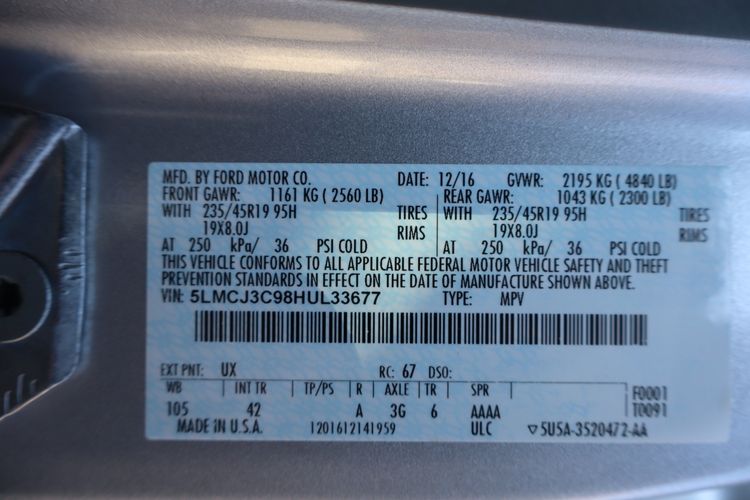 MFD. BY FORD MOTOR CO. DATE: 12/16 GVWR: 2195 KG ( 4840 LB)
FRONT GAWR: 1161 KG ( 2560 LB) REAR GAWR: 1043 KG ( 2300 LB)
WITH 235/45R19 95H TIRES WITH 235/45R19 95H TIRES
19X8.0J RIMS 19X8.0J RIMS
AT 250 kPa/ 36 PSI COLD AT 250 kPa/ 36 PSI COLD
THIS VEHICLE CONFORMS TO ALL APPLICABLE FEDERAL MOTOR VEHICLE SAFETY AND THEFT
PREVENTION STANDARDS IN EFFECT ON THE DATE OF MANUFACTURE SHOWN ABOVE.
VIN: 5LMCJ3C98HUL33677 TYPE: MPV
EXT PNT: UX RC: 67 DSO:
WB INT TR TP/PS R AXLE TR SPR F0001
105 42 A 3G 6 AAAA T0091
MADE IN U.S.A. 1201612141959 ULC ▽5U5A-3520472-AA